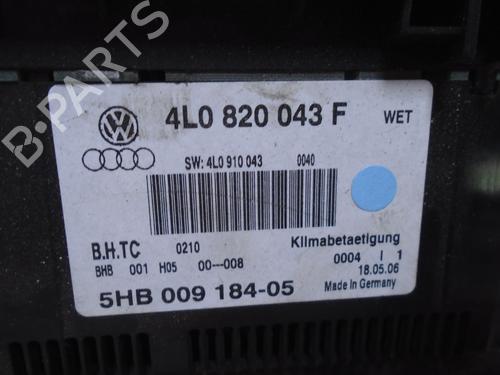 B-PARTS
4L0 820 043 F WET
SW: 4L0 910 043 0040
B.H.TC 0210 Klimabetaetigung
BHB 001 H05 00---008 0004 I 1
18.05.06
5HB 009 184-05 Made in Germany